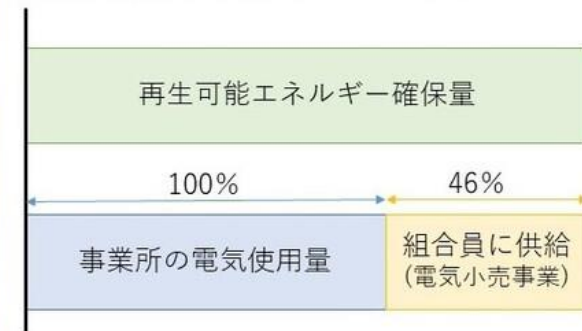 再生可能エネルギー確保量
100%
46%
事業所の電気使用量
組合員に供給
(電気小売事業)